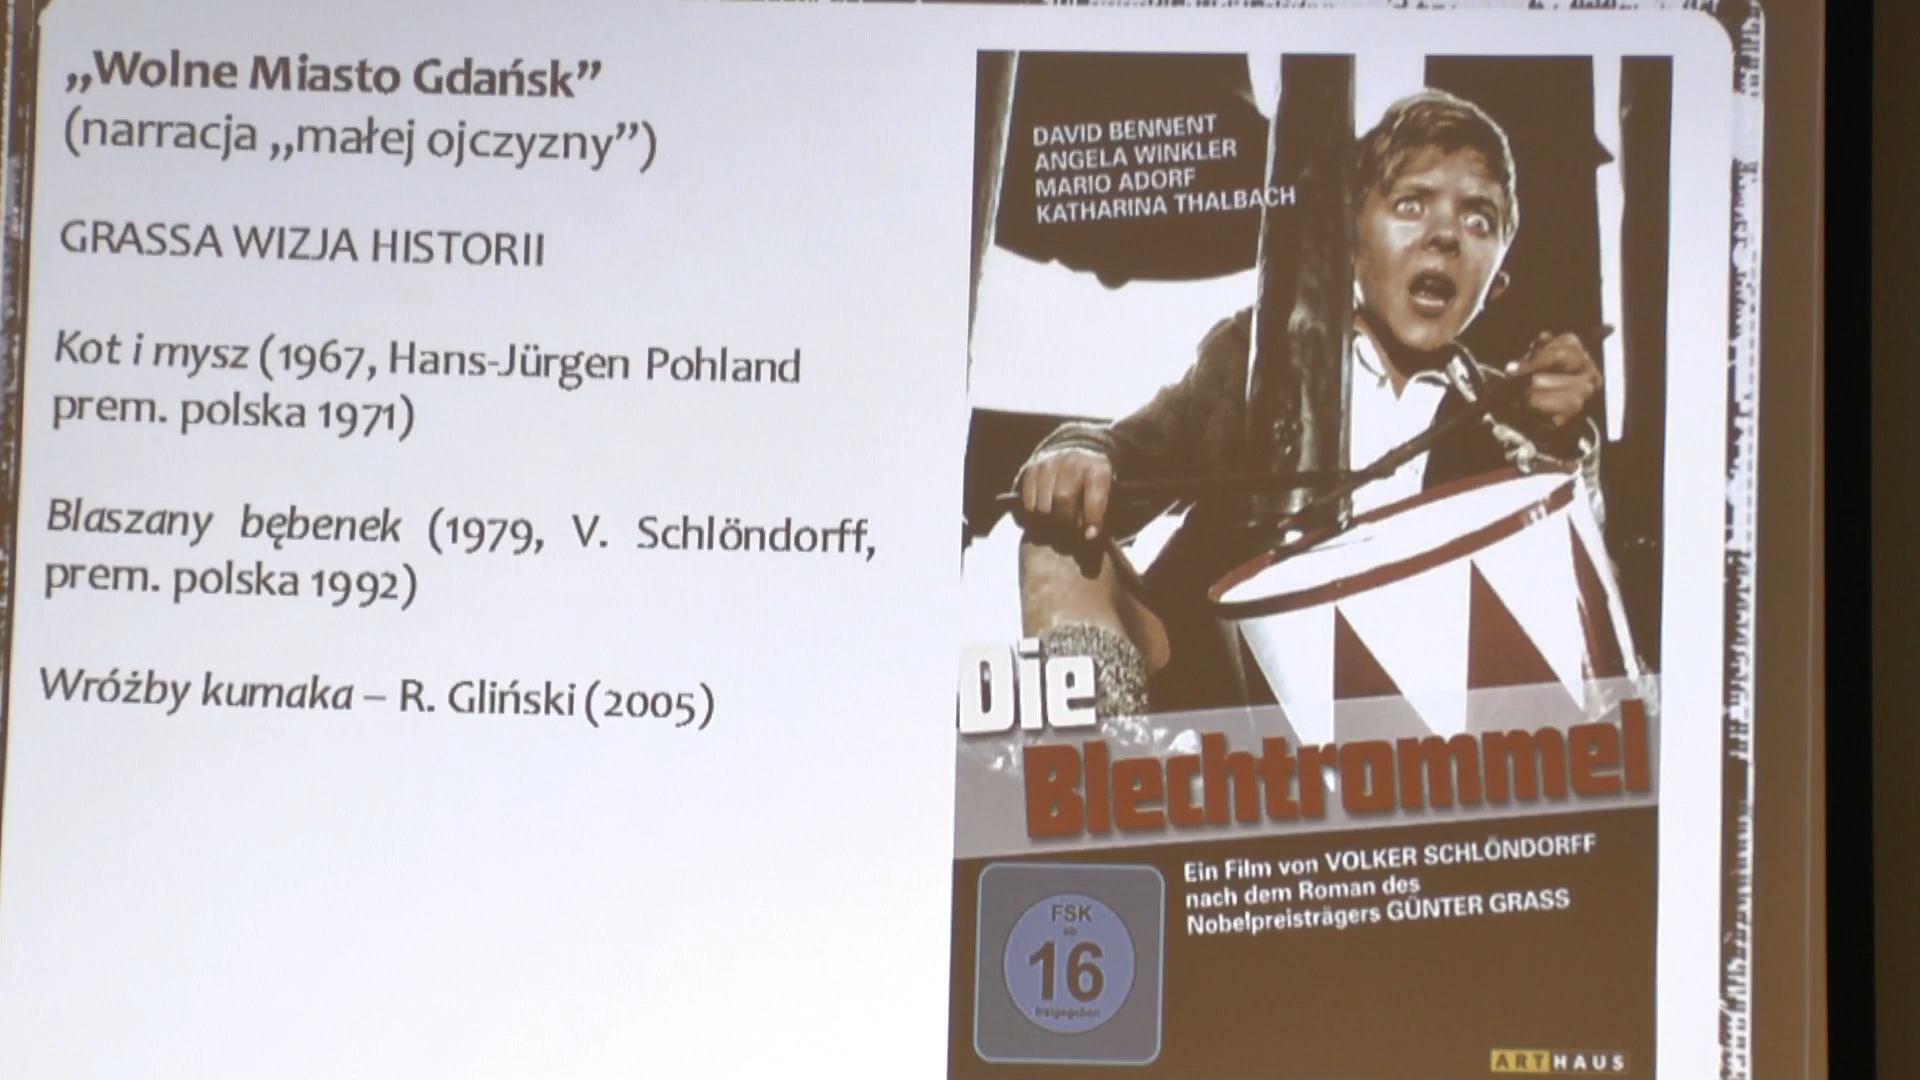 „Wolne Miasto Gdańsk”
(narracja „małej ojczyzny”)
GRASSA WIZJA HISTORII
Kot i mysz (1967, Hans-Jürgen Pohland
prem. polska 1971)
Blaszany bębenek (1979, V. Schlöndorff,
prem. polska 1992)
Wróżby kumaka – R. Gliński (2005)
DAVID BENNENT
ANGELA WINKLER
MARIO ADORF
KATHARINA THALBACH
Die
Blechtrommel
Ein Film von VOLKER SCHLÖNDORFF
nach dem Roman des
Nobelpreisträgers GÜNTER GRASS
FSK
ab
16
freigegeben
ARTHAUS